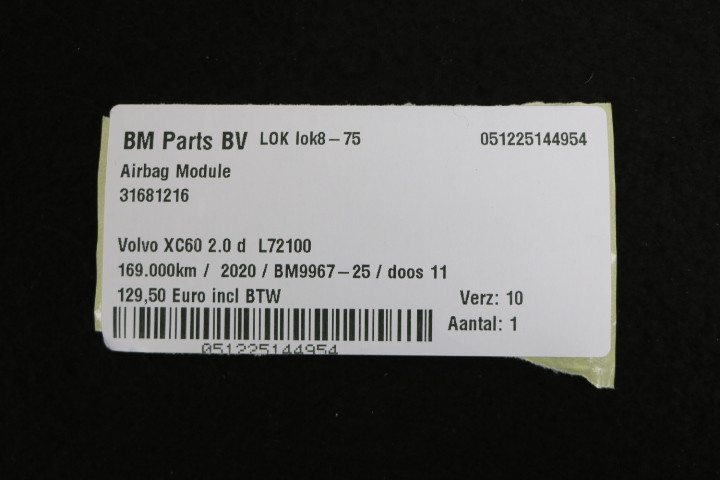 BM Parts BV LOK lok8-75 051225144954
Airbag Module
31681216
Volvo XC60 2.0 d L72100
169.000km / 2020 / BM9967-25 / doos 11
129,50 Euro incl BTW Verz: 10
Aantal: 1
051225144954